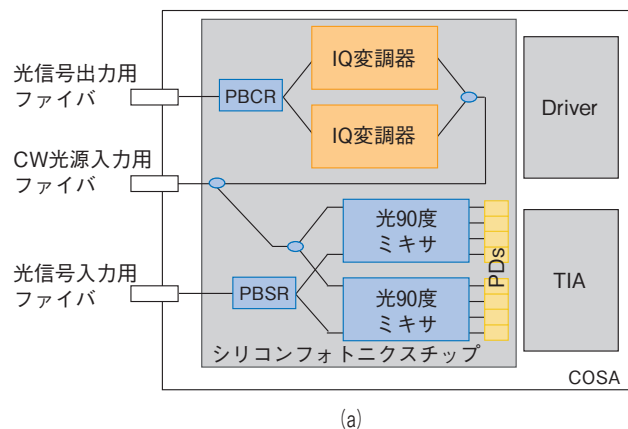 光信号出力用
ファイバ
CW光源入力用
ファイバ
光信号入力用
ファイバ
PBCR
IQ変調器
IQ変調器
Driver
PBSR
光90度
ミキサ
光90度
ミキサ
PDs
TIA
シリコンフォトニクスチップ
COSA
(a)